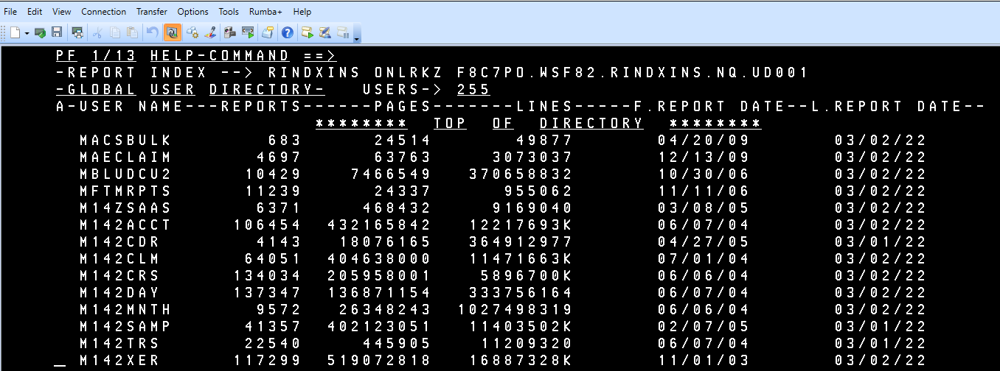 File Edit View Connection Transfer Options Tools Rumba+ Help
PF 1/13 HELP-COMMAND ==>
-REPORT INDEX --> RINDXINS ONLRKZ F8C7PO.WSF82.RINDXINS.NQ.UD001
-GLOBAL USER DIRECTORY- USERS-> 255
A-USER NAME---REPORTS------PAGES-------LINES-----F.REPORT DATE--L.REPORT DATE--
******** TOP OF DIRECTORY ********
MACSBULK 683 24514 49877 04/20/09 03/02/22
MAECLAIM 4697 63763 3073037 12/13/09 03/02/22
MBLUDCU2 10429 7466549 370658832 10/30/06 03/02/22
MFTMRPTS 11239 24337 955062 11/11/06 03/02/22
M14ZSAAS 6371 468432 9169040 03/08/05 03/02/22
M142ACCT 106454 432165842 12217693K 06/07/04 03/02/22
M142CDR 4143 18076165 364912977 04/27/05 03/01/22
M142CLM 64051 404638000 11471663K 07/01/04 03/02/22
M142CRS 134034 205958001 5896700K 06/06/04 03/02/22
M142DAY 137347 136871154 333756164 06/07/04 03/02/22
M142MNTH 9572 26348243 1027498319 06/06/04 03/02/22
M142SAMP 41357 402123051 11403502K 02/07/05 03/01/22
M142TRS 22540 445905 11209320 06/07/04 03/01/22
_ M142XER 117299 519072818 16887328K 11/01/03 03/02/22